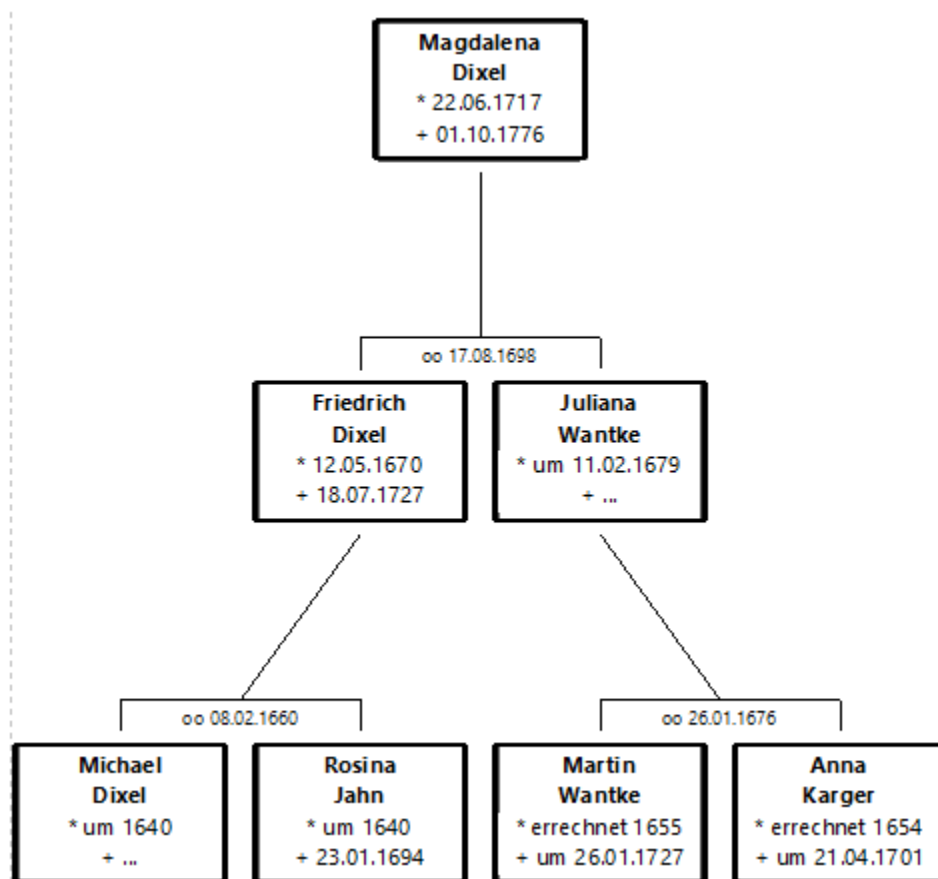 Magdalena
Dixel
* 22.06.1717
+ 01.10.1776
oo 17.08.1698
Friedrich
Dixel
* 12.05.1670
+ 18.07.1727
Juliana
Wantke
* um 11.02.1679
+ ...
oo 08.02.1660
oo 26.01.1676
Michael
Dixel
* um 1640
+ ...
Rosina
Jahn
* um 1640
+ 23.01.1694
Martin
Wantke
* errechnet 1655
+ um 26.01.1727
Anna
Karger
* errechnet 1654
+ um 21.04.1701